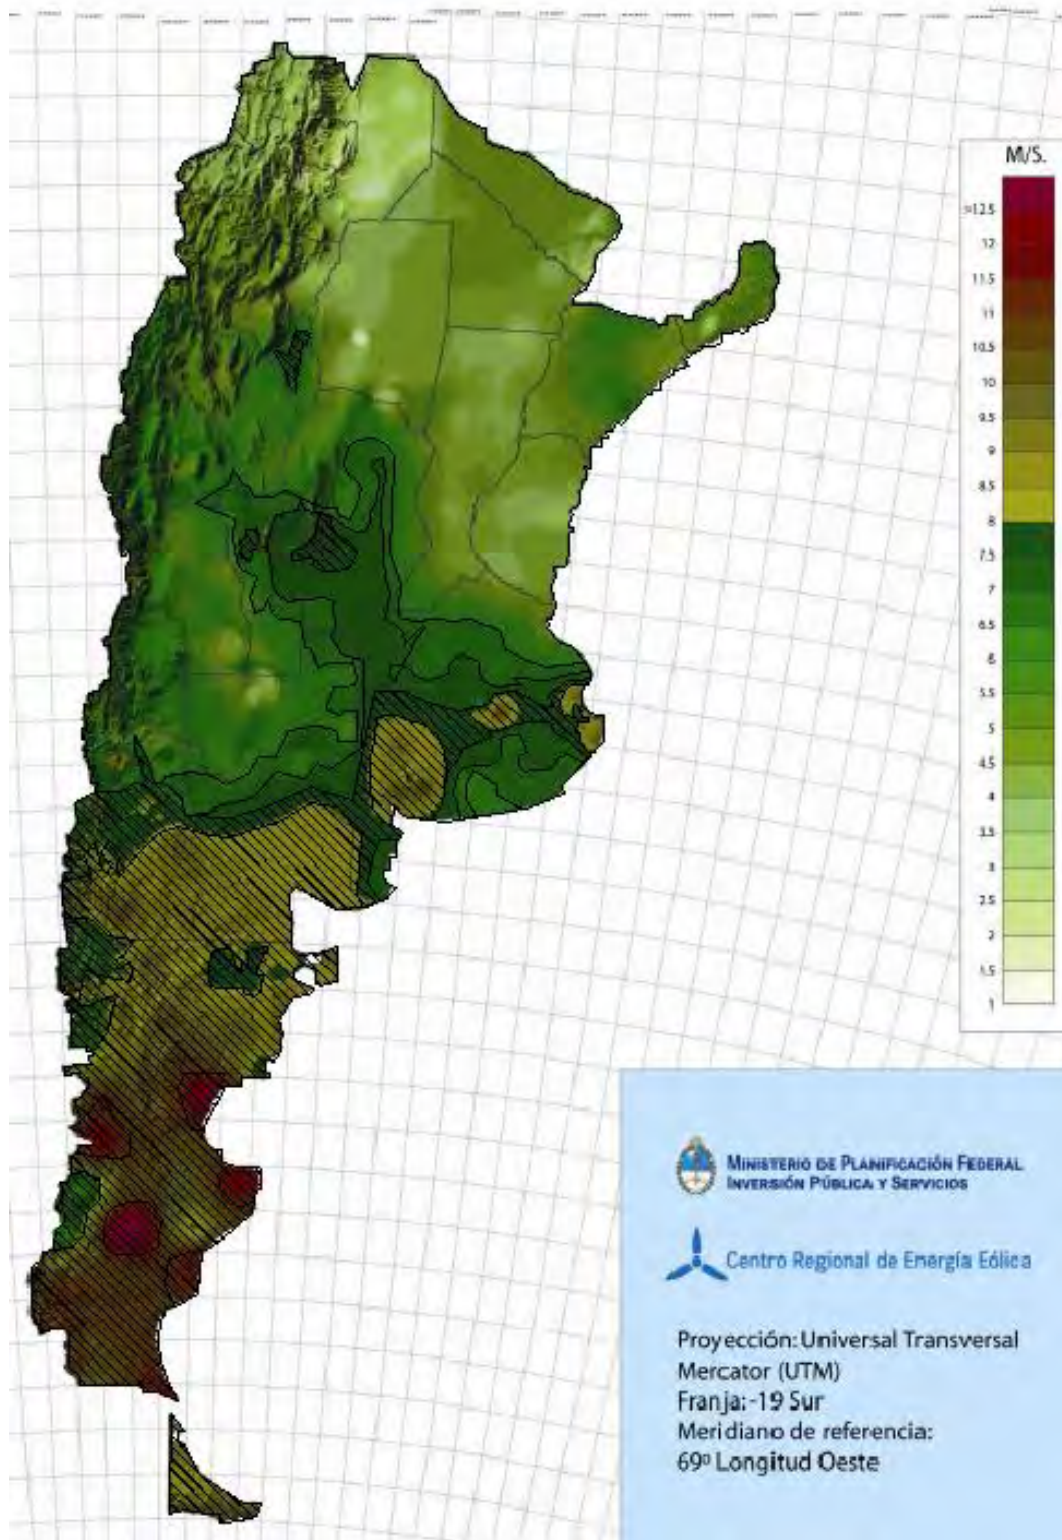 M/S.
>12.5
12
11.5
11
10.5
10
9.5
9
8.5
8
7.5
7
6.5
6
5.5
5
4.5
4
3.5
3
2.5
2
1.5
1
MINISTERIO DE PLANIFICACIÓN FEDERAL
INVERSIÓN PÚBLICA Y SERVICIOS
Centro Regional de Energía Eólica
Proyección: Universal Transversal
Mercator (UTM)
Franja: -19 Sur
Meridiano de referencia:
69º Longitud Oeste